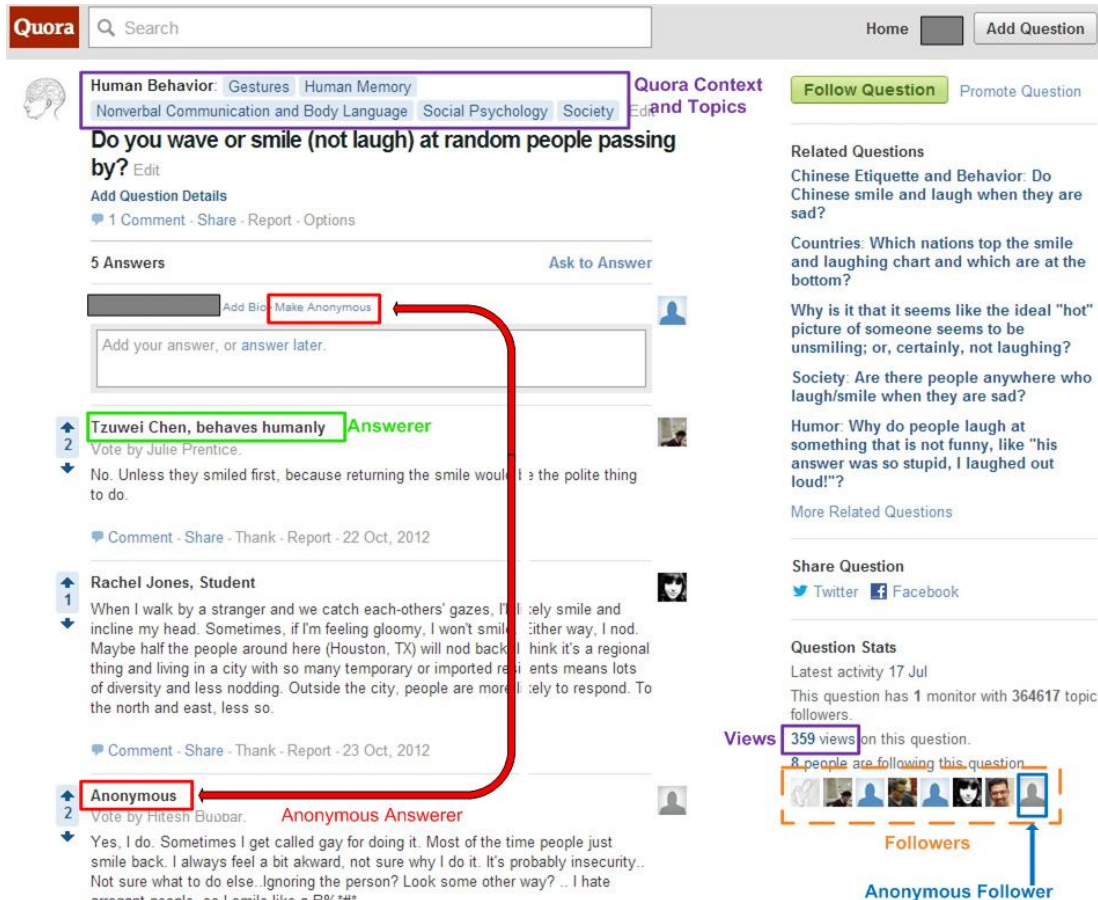 Quora
Search
Home
Add Question
Human Behavior: Gestures Human Memory
Nonverbal Communication and Body Language Social Psychology Society
Quora Context
and Topics
Do you wave or smile (not laugh) at random people passing
by? Edit
Add Question Details
1 Comment - Share - Report - Options
5 Answers
Ask to Answer
Add Bio - Make Anonymous
Add your answer, or answer later.
Tzuwei Chen, behaves humanly
Answerer
2
Vote by Julie Prentice.
No. Unless they smiled first, because returning the smile would be the polite thing
to do.
Comment - Share - Thank - Report - 22 Oct, 2012
Rachel Jones, Student
1
When I walk by a stranger and we catch each-others' gazes, I'll likely smile and
incline my head. Sometimes, if I'm feeling gloomy, I won't smile. Either way, I nod.
Maybe half the people around here (Houston, TX) will nod back. I think it's a regional
thing and living in a city with so many temporary or imported residents means lots
of diversity and less nodding. Outside the city, people are more likely to respond. To
the north and east, less so.
Comment - Share - Thank - Report - 23 Oct, 2012
Anonymous
2
Vote by Hitesh
Anonymous Answerer
Yes, I do. Sometimes I get called gay for doing it. Most of the time people just
smile back. I always feel a bit akward, not sure why I do it. It's probably insecurity..
Not sure what to do else..Ignoring the person? Look some other way? .. I hate
Follow Question
Promote Question
Related Questions
Chinese Etiquette and Behavior: Do
Chinese smile and laugh when they are
sad?
Countries: Which nations top the smile
and laughing chart and which are at the
bottom?
Why is it that it seems like the ideal "hot"
picture of someone seems to be
unsmiling; or, certainly, not laughing?
Society: Are there people anywhere who
laugh/smile when they are sad?
Humor: Why do people laugh at
something that is not funny, like "his
answer was so stupid, I laughed out
loud!"?
More Related Questions
Share Question
Twitter Facebook
Question Stats
Latest activity 17 Jul
This question has 1 monitor with 364617 topic
followers.
Views
359 views on this question.
8 people are following this question
Followers
Anonymous Follower